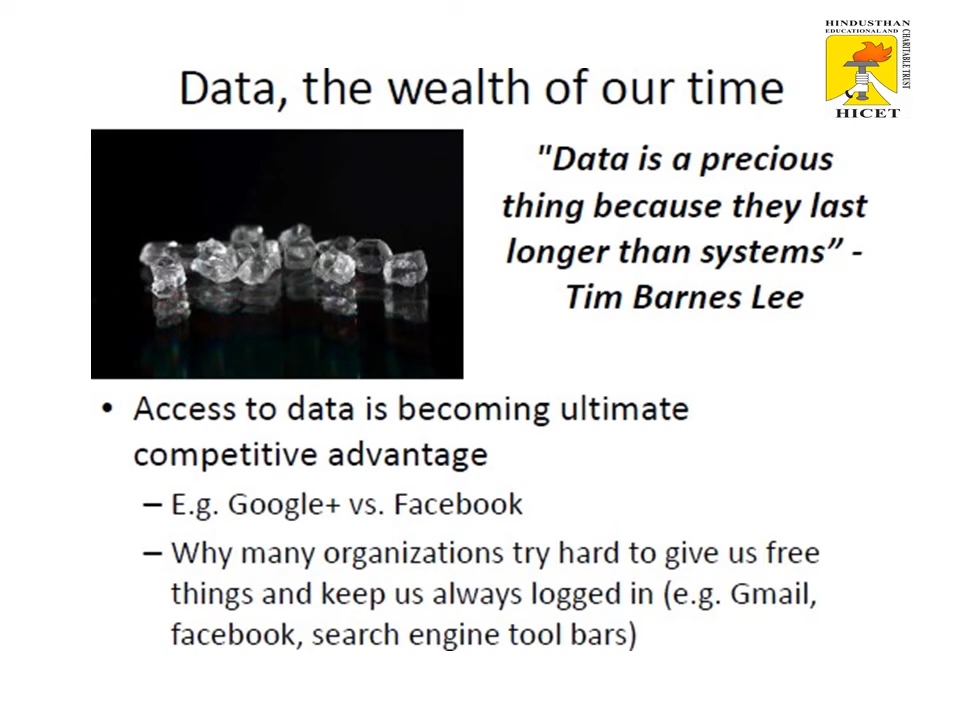 HINDUSTHAN
EDUCATIONAL AND
CHARITABLE TRUST
HICET
Data, the wealth of our time
"Data is a precious
thing because they last
longer than systems” -
Tim Barnes Lee
• Access to data is becoming ultimate
competitive advantage
– E.g. Google+ vs. Facebook
– Why many organizations try hard to give us free
things and keep us always logged in (e.g. Gmail,
facebook, search engine tool bars)